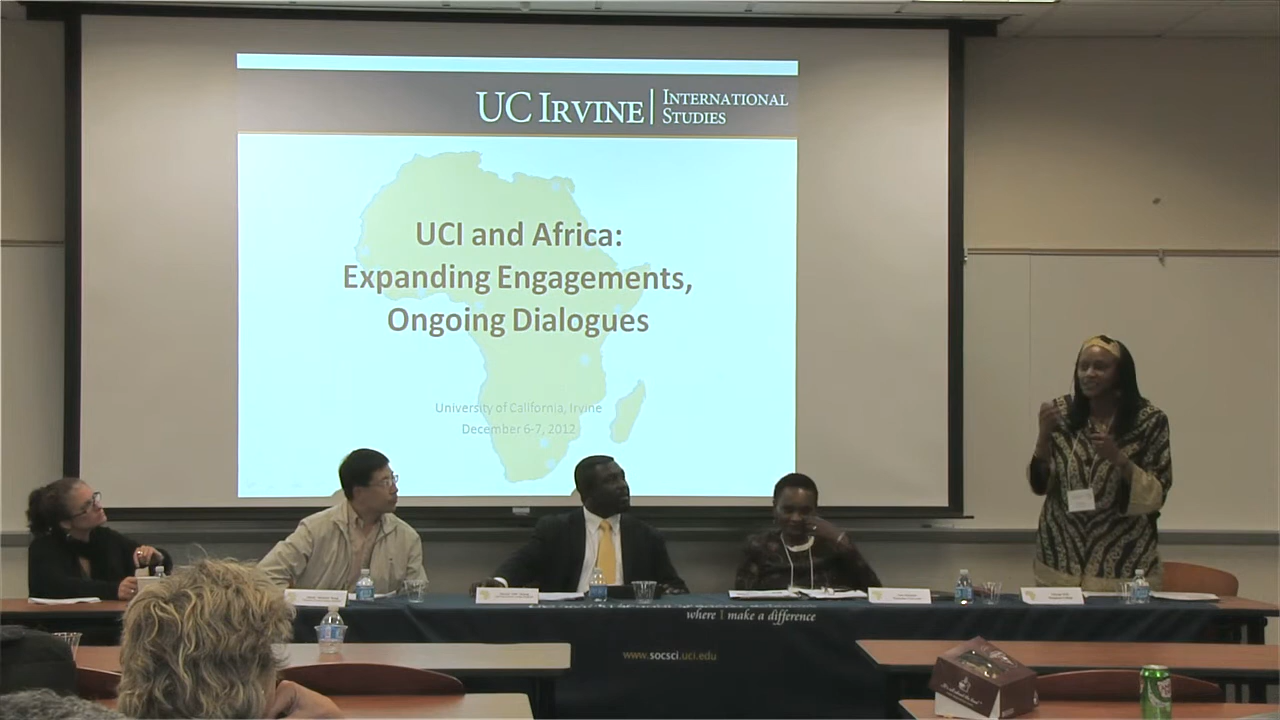 UC IRVINE
INTERNATIONAL
STUDIES
UCI and Africa:
Expanding Engagements,
Ongoing Dialogues
University of California, Irvine
December 6-7, 2012
where I make a difference
www.socsci.uci.edu